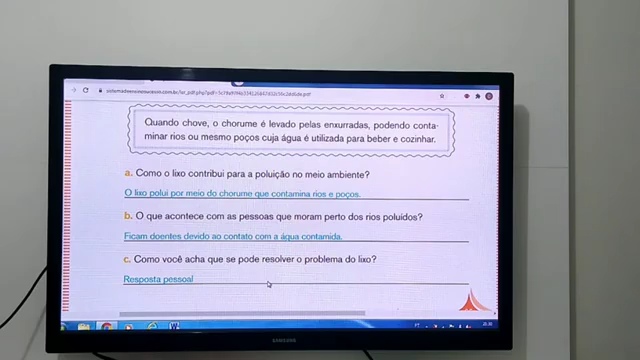 Quando chove, o chorume é levado pelas enxurradas, podendo conta-
minar rios ou mesmo poços cuja água é utilizada para beber e cozinhar.
a. Como o lixo contribui para a poluição no meio ambiente?
O lixo polui por meio do chorume que contamina rios e poços.
b. O que acontece com as pessoas que moram perto dos rios poluídos?
Ficam doentes devido ao contato com a água contamida.
c. Como você acha que se pode resolver o problema do lixo?
Resposta pessoal
PT
SAMSUNG